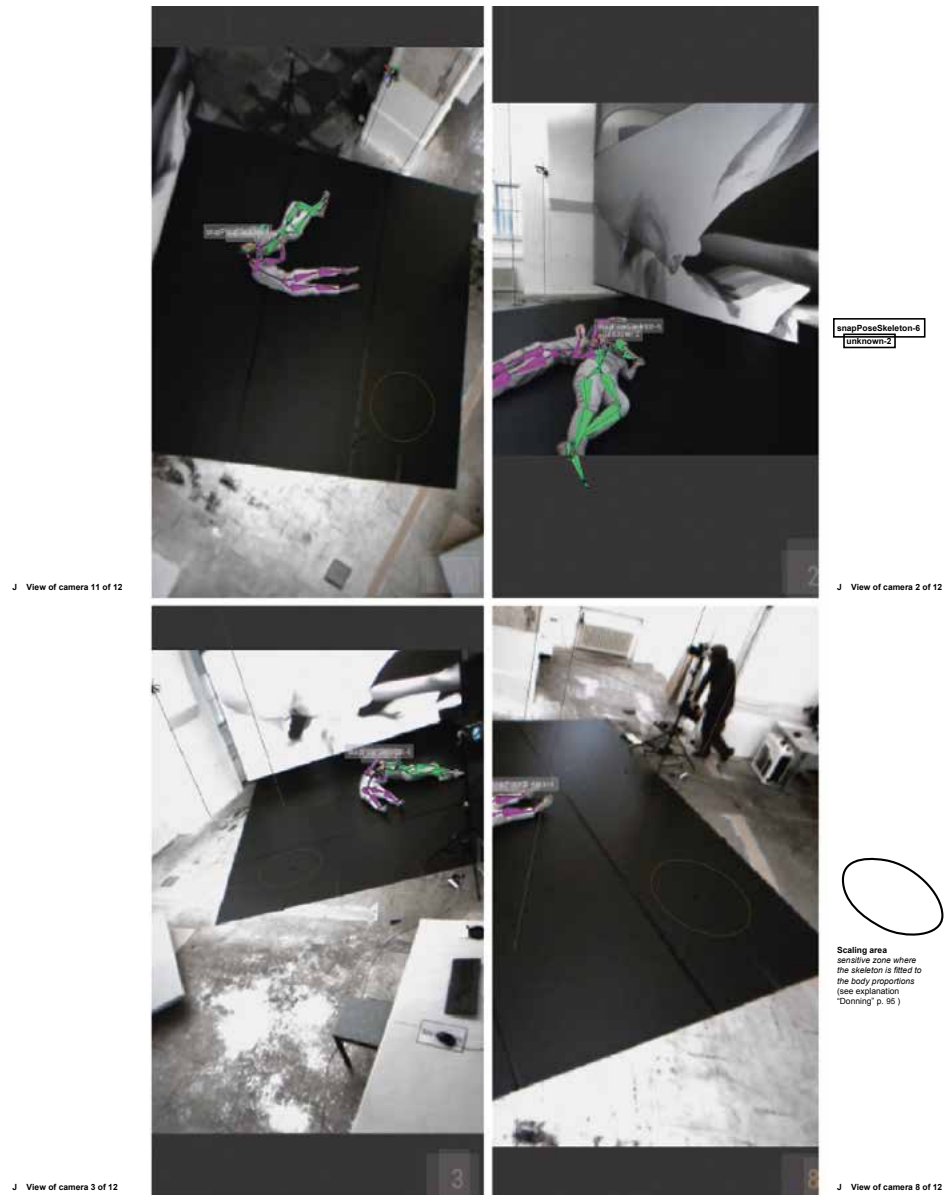 snapPoseSkeleton-6
unknown-2
J View of camera 11 of 12
2
J View of camera 2 of 12
Scaling area
sensitive zone where
the skeleton is fitted to
the body proportions
(see explanation
"Donning" p. 95 )
J View of camera 3 of 12
3
8
J View of camera 8 of 12